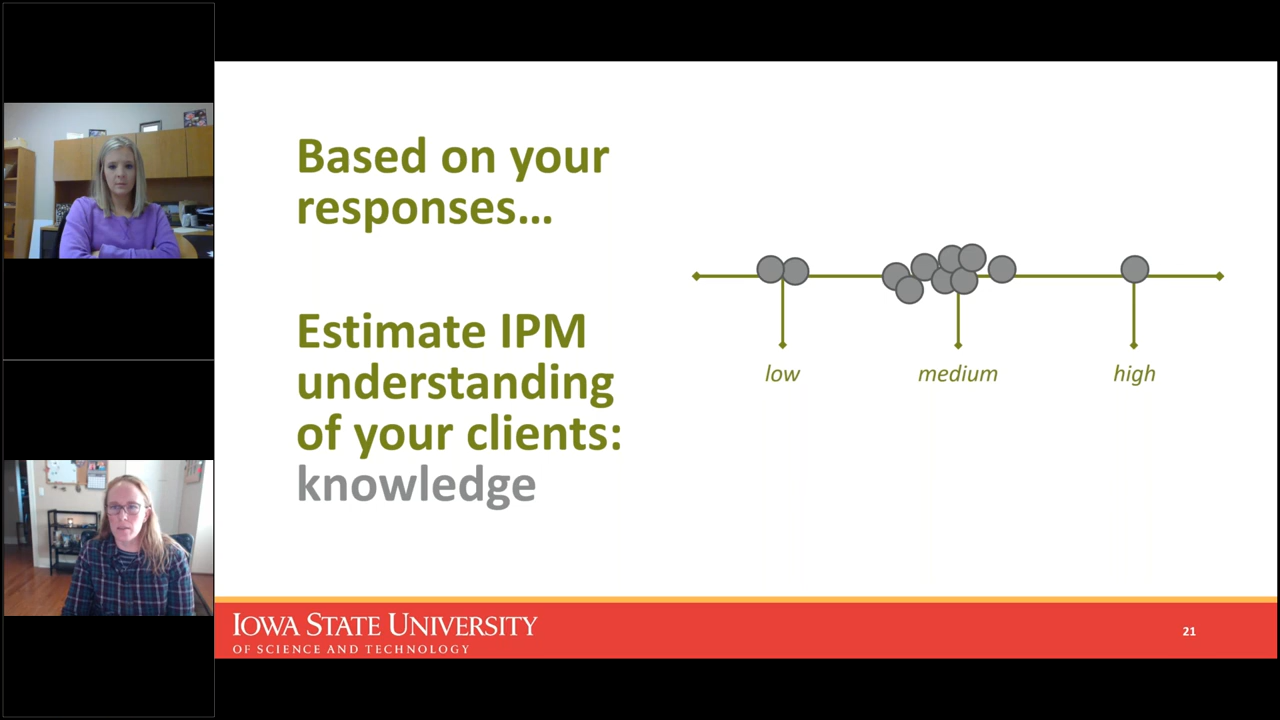 Based on your
responses…
Estimate IPM
understanding
of your clients:
knowledge
low
medium
high
IOWA STATE UNIVERSITY
OF SCIENCE AND TECHNOLOGY
21